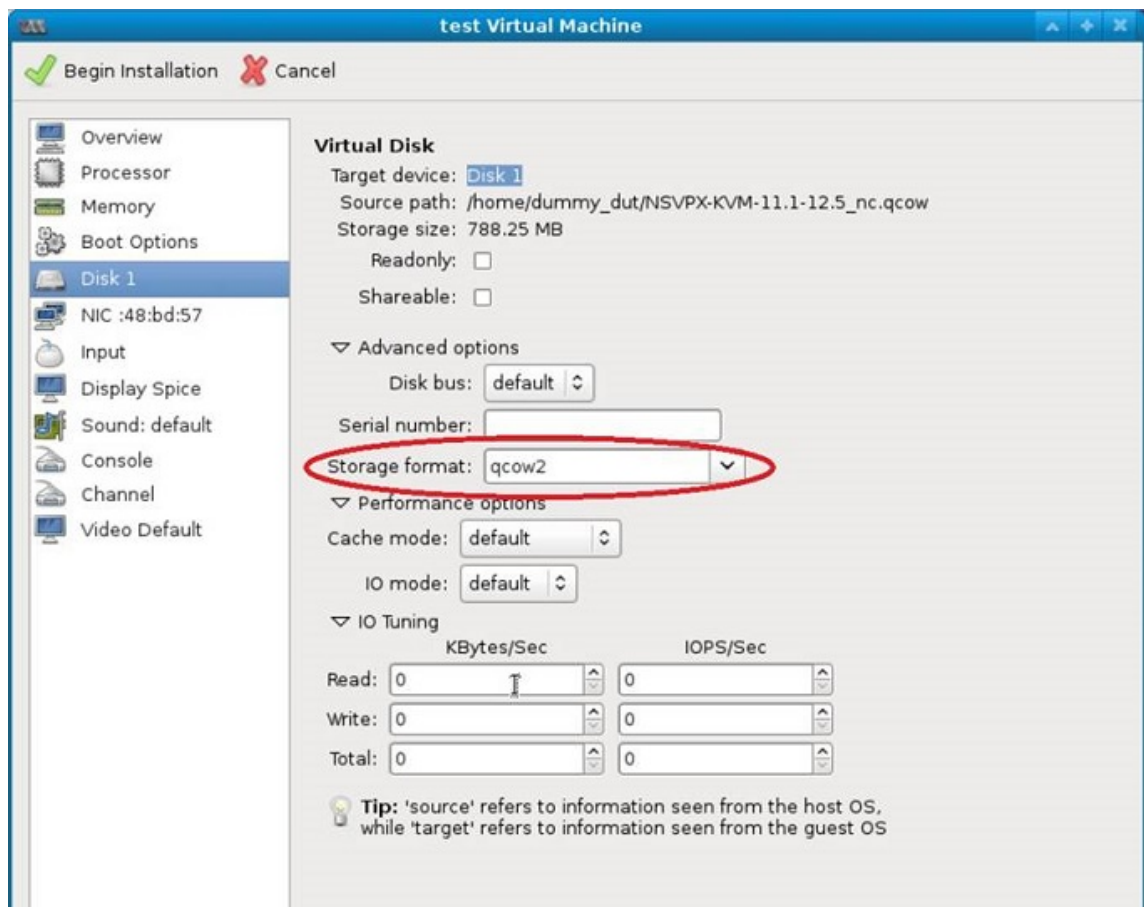 test Virtual Machine
Begin Installation Cancel
Overview
Processor
Memory
Boot Options
Disk 1
NIC :48:bd:57
Input
Display Spice
Sound: default
Console
Channel
Video Default
Virtual Disk
Target device: Disk 1
Source path: /home/dummy_dut/NSVPX-KVM-11.1-12.5_nc.qcow
Storage size: 788.25 MB
Readonly:
Shareable:
Advanced options
Disk bus: default
Serial number:
Storage format: qcow2
Performance options
Cache mode: default
IO mode: default
IO Tuning
KBytes/Sec IOPS/Sec
Read: 0 0
Write: 0 0
Total: 0 0
Tip: 'source' refers to information seen from the host OS,
while 'target' refers to information seen from the guest OS